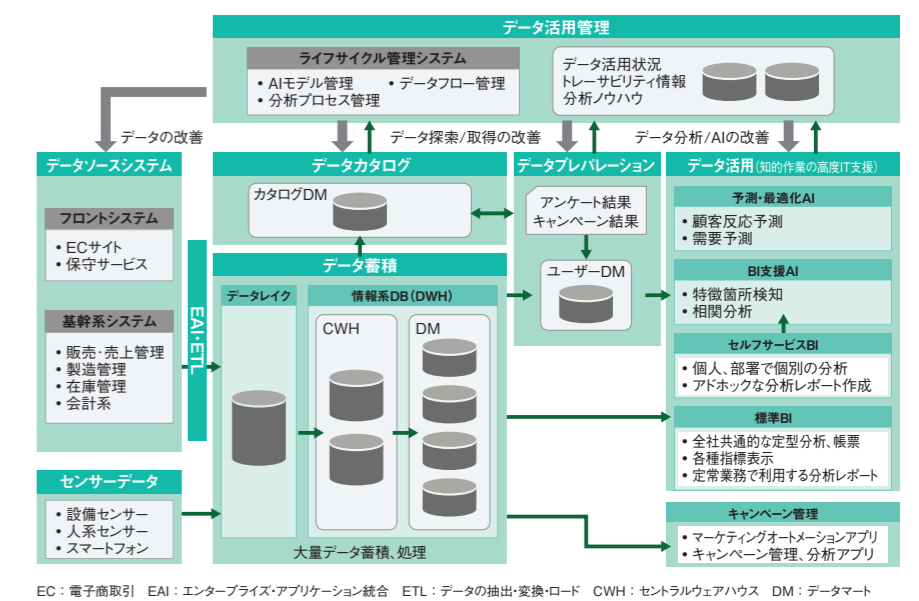 データ活用管理
ライフサイクル管理システム
• AIモデル管理
• データフロー管理
• 分析プロセス管理
データ活用状況
トレーサビリティ情報
分析ノウハウ
データの改善
データ探索/取得の改善
データ分析/AIの改善
データソースシステム
フロントシステム
• ECサイト
• 保守サービス
基幹系システム
• 販売・売上管理
• 製造管理
• 在庫管理
• 会計系
EAI・ETL
センサーデータ
• 設備センサー
• 人系センサー
• スマートフォン
データカタログ
カタログDM
データ蓄積
データレイク
情報系DB(DWH)
CWH
DM
大量データ蓄積、処理
データプレパレーション
アンケート結果
キャンペーン結果
ユーザーDM
データ活用(知的作業の高度IT支援)
予測・最適化AI
• 顧客反応予測
• 需要予測
BI支援AI
• 特徴箇所検知
• 相関分析
セルフサービスBI
• 個人、部署で個別の分析
• アドホックな分析レポート作成
標準BI
• 全社共通的な定型分析、帳票
• 各種指標表示
• 定常業務で利用する分析レポート
キャンペーン管理
• マーケティングオートメーションアプリ
• キャンペーン管理、分析アプリ
EC：電子商取引 EAI：エンタープライズ・アプリケーション統合 ETL：データの抽出・変換・ロード CWH：セントラルウェアハウス DM：データマート